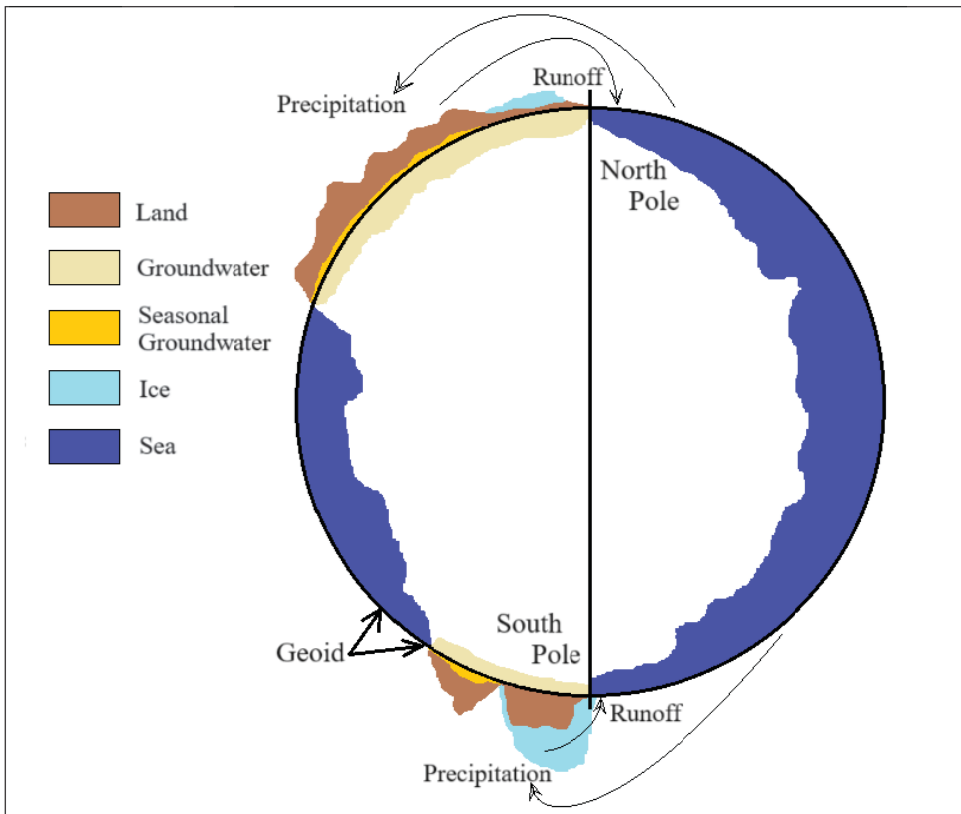 Runoff
Precipitation
North
Pole
Land
Groundwater
Seasonal
Groundwater
Ice
Sea
South
Pole
Geoid
Runoff
Precipitation